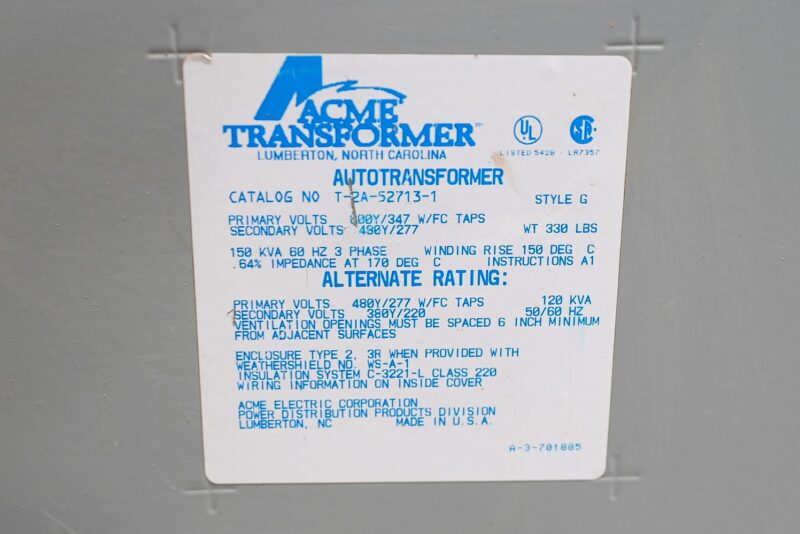 ACME
TRANSFORMER™
LUMBERTON, NORTH CAROLINA
UL
LISTED 542B - LR7357
AUTOTRANSFORMER
CATALOG NO T-2A-52713-1 STYLE G
PRIMARY VOLTS 600Y/347 W/FC TAPS
SECONDARY VOLTS 480Y/277 WT 330 LBS
150 KVA 60 HZ 3 PHASE WINDING RISE 150 DEG C
.64% IMPEDANCE AT 170 DEG C INSTRUCTIONS A1
ALTERNATE RATING:
PRIMARY VOLTS 480Y/277 W/FC TAPS 120 KVA
SECONDARY VOLTS 380Y/220 50/60 HZ
VENTILATION OPENINGS MUST BE SPACED 6 INCH MINIMUM
FROM ADJACENT SURFACES
ENCLOSURE TYPE 2, 3R WHEN PROVIDED WITH
WEATHERSHIELD NO. WS-A-1
INSULATION SYSTEM C-3221-L CLASS 220
WIRING INFORMATION ON INSIDE COVER
ACME ELECTRIC CORPORATION
POWER DISTRIBUTION PRODUCTS DIVISION
LUMBERTON, NC MADE IN U.S.A.
A-3-701885